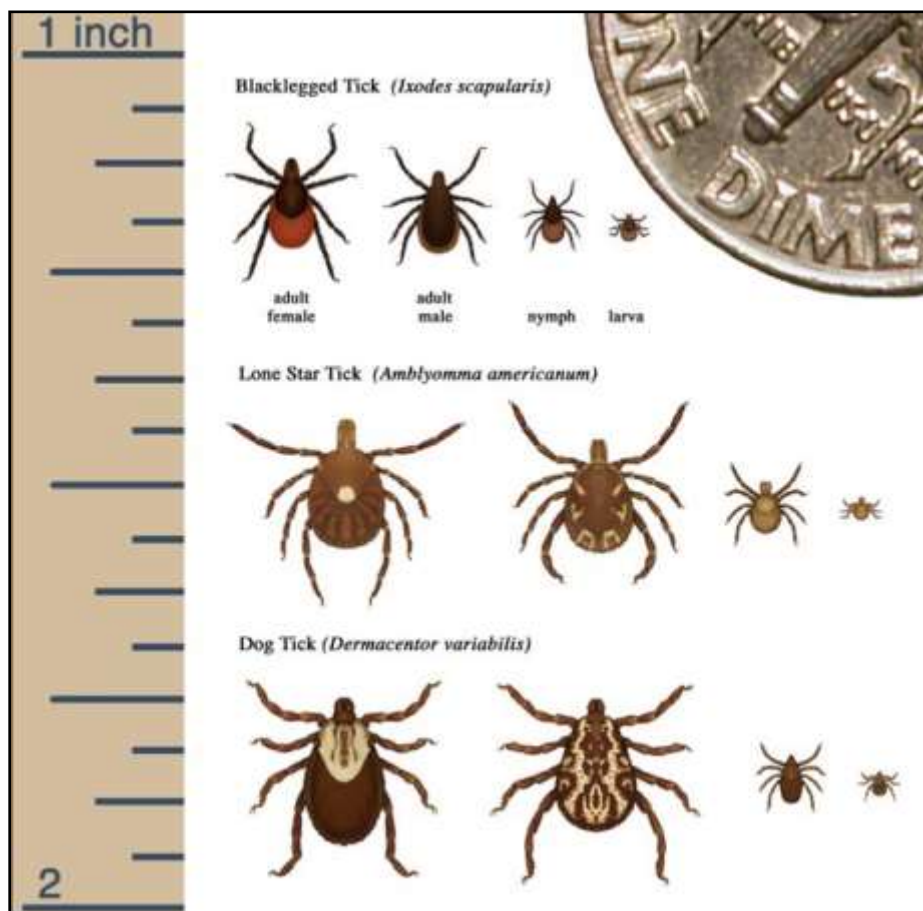 1 inch
ONE DIME
Blacklegged Tick (Ixodes scapularis)
adult female
adult male
nymph
larva
Lone Star Tick (Amblyomma americanum)
Dog Tick (Dermacentor variabilis)
2